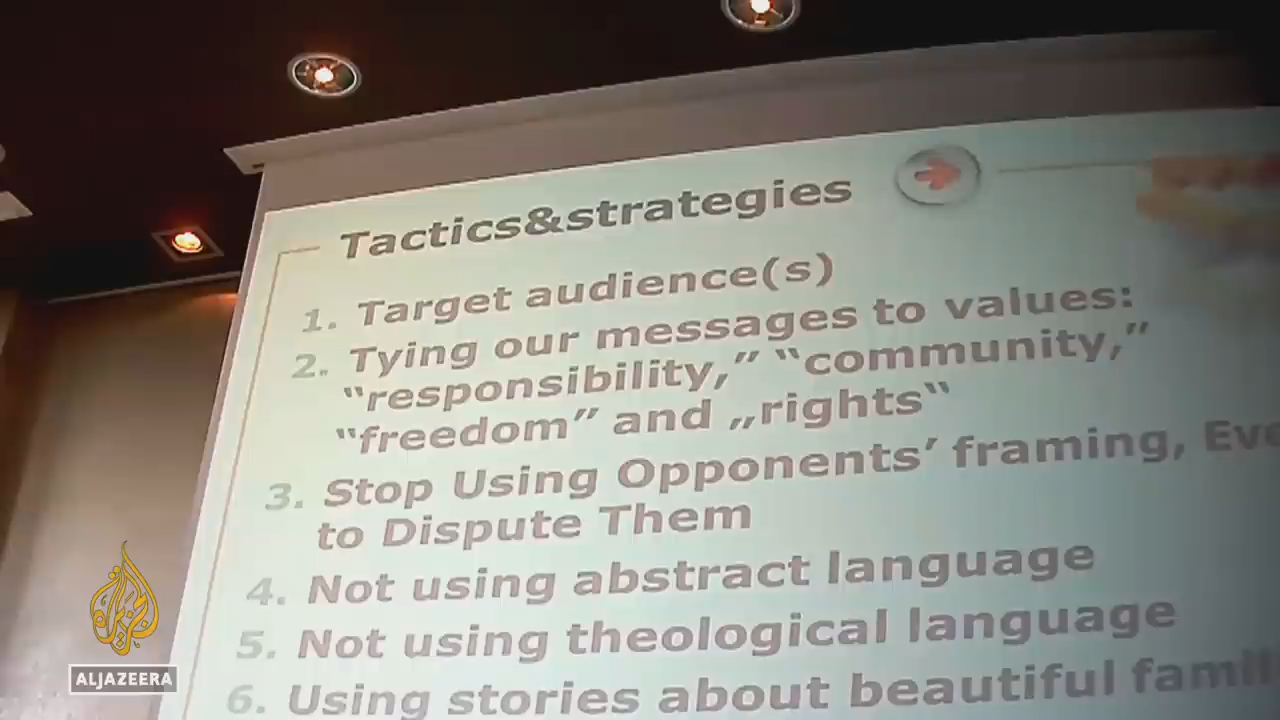 Tactics&strategies
1. Target audience(s)
2. Tying our messages to values:
“responsibility,” “community,”
“freedom” and „rights“
3. Stop Using Opponents’ framing,
to Dispute Them
4. Not using abstract language
5. Not using theological language
6. Using stories about beautiful
الجزيرة
ALJAZEERA